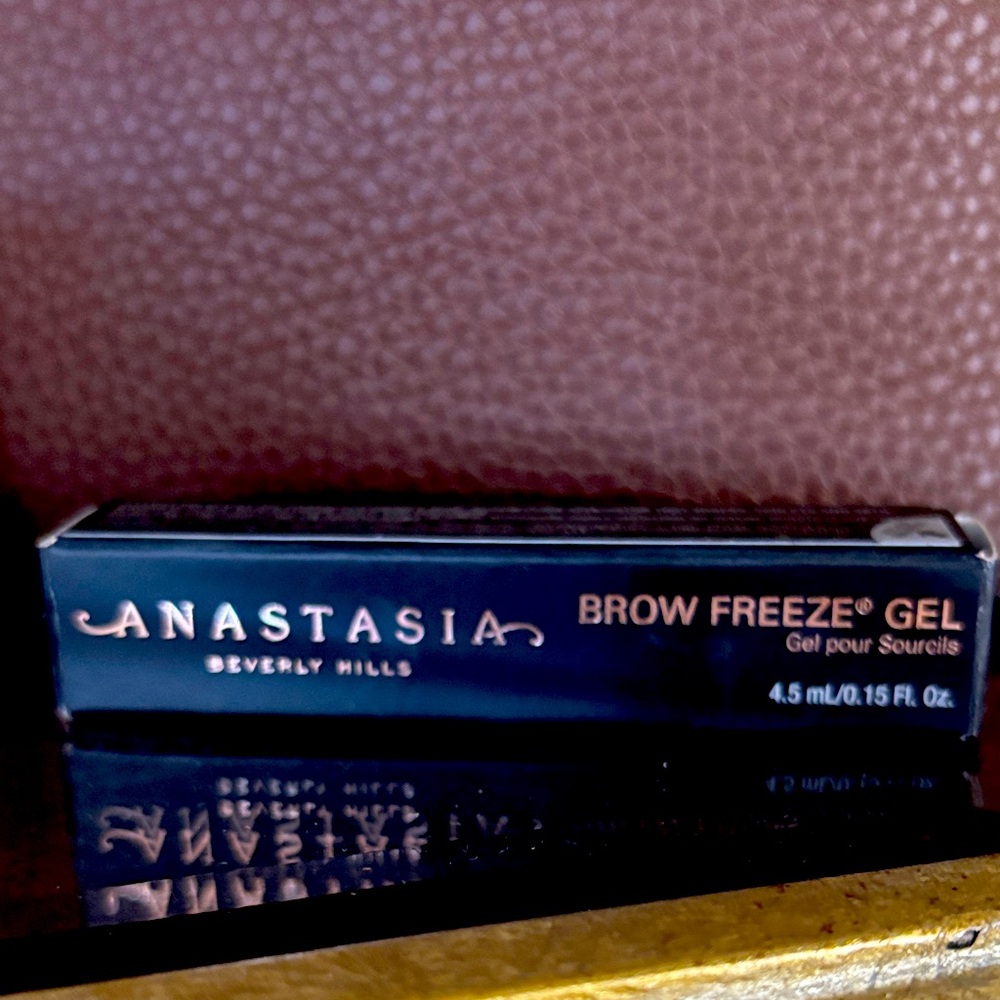 ANASTASIA
BEVERLY HILLS
BROW FREEZE® GEL
Gel pour Sourcils
4.5 mL/0.15 Fl. Oz.